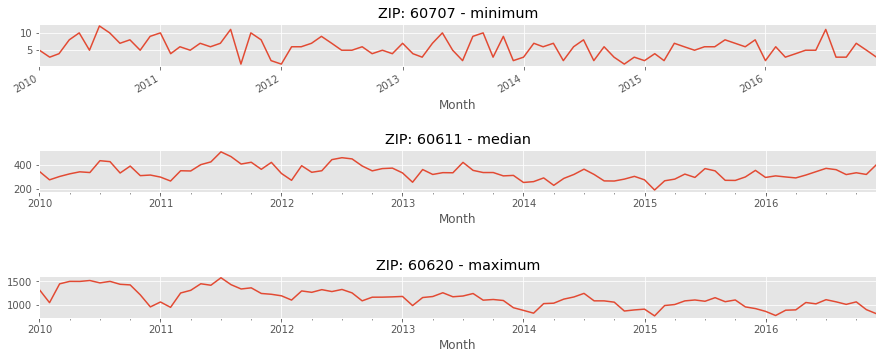 ZIP: 60707 - minimum
10
5
2010 2011 2012 2013 2014 2015 2016
Month
ZIP: 60611 - median
400
200
2010 2011 2012 2013 2014 2015 2016
Month
ZIP: 60620 - maximum
1500
1000
2010 2011 2012 2013 2014 2015 2016
Month